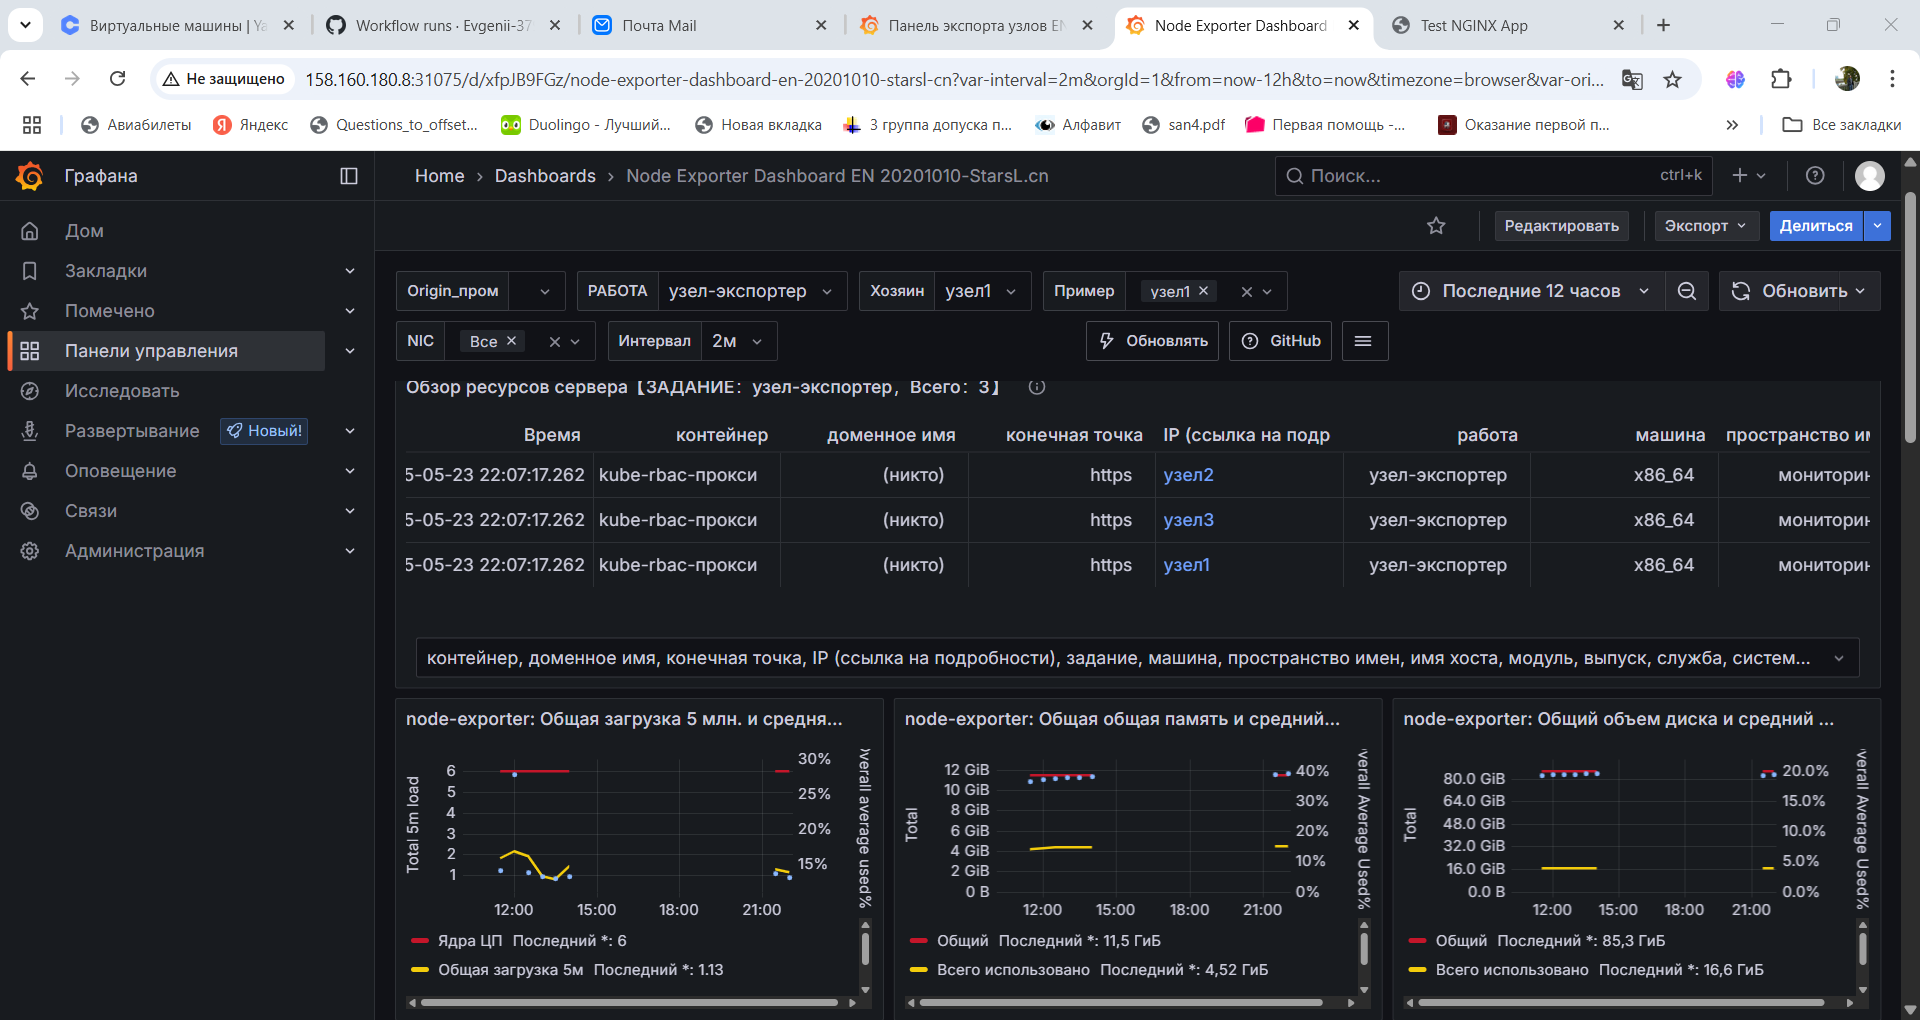 Виртуальные машины | Ya
Workflow runs · Evgenii-37
Почта Mail
Панель экспорта узлов EN
Node Exporter Dashboard
Test NGINX App
Не защищено
158.160.180.8:31075/d/xfpJB9FGz/node-exporter-dashboard-en-20201010-starsl-cn?var-interval=2m&orgId=1&from=now-12h&to=now&timezone=browser&var-ori...
Авиабилеты
Яндекс
Questions_to_offset...
Duolingo - Лучший...
Новая вкладка
3 группа допуска п...
Алфавит
san4.pdf
Первая помощь -...
Оказание первой п...
Все закладки
Графана
Home › Dashboards › Node Exporter Dashboard EN 20201010-StarsL.cn
Поиск... ctrl+k
Дом
Закладки
Помечено
Панели управления
Исследовать
Развертывание Новый!
Оповещение
Связи
Администрация
Редактировать
Экспорт
Делиться
Origin_пром
РАБОТА узел-экспортер
Хозяин узел1
Пример узел1
Последние 12 часов
Обновить
NIC Все
Интервал 2м
Обновлять
GitHub
Обзор ресурсов сервера【ЗАДАНИЕ: узел-экспортер, Всего: 3】
Время контейнер доменное имя конечная точка IP (ссылка на подр работа машина пространство им
5-05-23 22:07:17.262 kube-rbac-прокси (никто) https узел2 узел-экспортер x86_64 мониторин
5-05-23 22:07:17.262 kube-rbac-прокси (никто) https узел3 узел-экспортер x86_64 мониторин
5-05-23 22:07:17.262 kube-rbac-прокси (никто) https узел1 узел-экспортер x86_64 мониторин
контейнер, доменное имя, конечная точка, IP (ссылка на подробности), задание, машина, пространство имен, имя хоста, модуль, выпуск, служба, систем...
node-exporter: Общая загрузка 5 млн. и средня...
Total 5m load
6
5
4
3
2
1
30%
25%
20%
15%
verall average used%
12:00 15:00 18:00 21:00
Ядра ЦП Последний *: 6
Общая загрузка 5м Последний *: 1.13
node-exporter: Общая общая память и средний...
Total
12 GiB
10 GiB
8 GiB
6 GiB
4 GiB
2 GiB
0 B
40%
30%
20%
10%
0%
verall Average Used%
12:00 15:00 18:00 21:00
Общий Последний *: 11,5 ГиБ
Всего использовано Последний *: 4,52 ГиБ
node-exporter: Общий объем диска и средний ...
Total
80.0 GiB
64.0 GiB
48.0 GiB
32.0 GiB
16.0 GiB
0.0 B
20.0%
15.0%
10.0%
5.0%
0.0%
verall Average Used%
12:00 15:00 18:00 21:00
Общий Последний *: 85,3 ГиБ
Всего использовано Последний *: 16,6 ГиБ